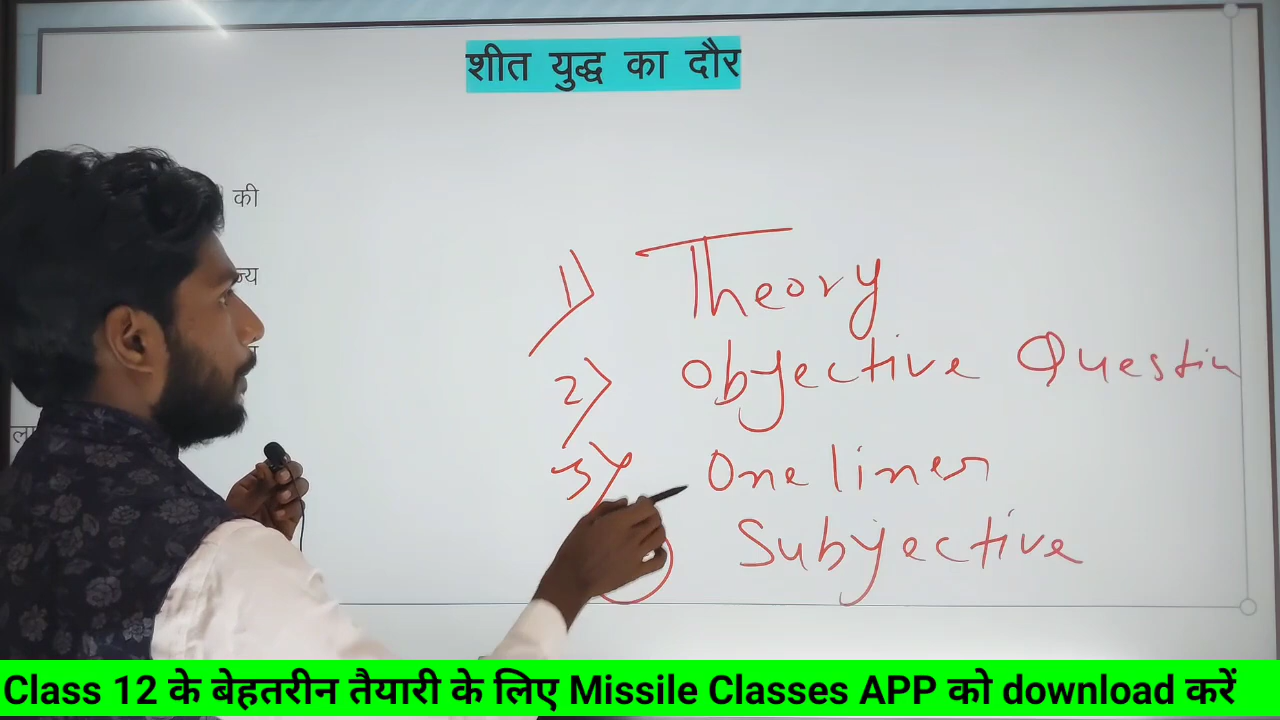 शीत युद्ध का दौर
की
1) Theory
2) Objective Questin
3) One liner
Subjective
Class 12 के बेहतरीन तैयारी के लिए Missile Classes APP को download करें